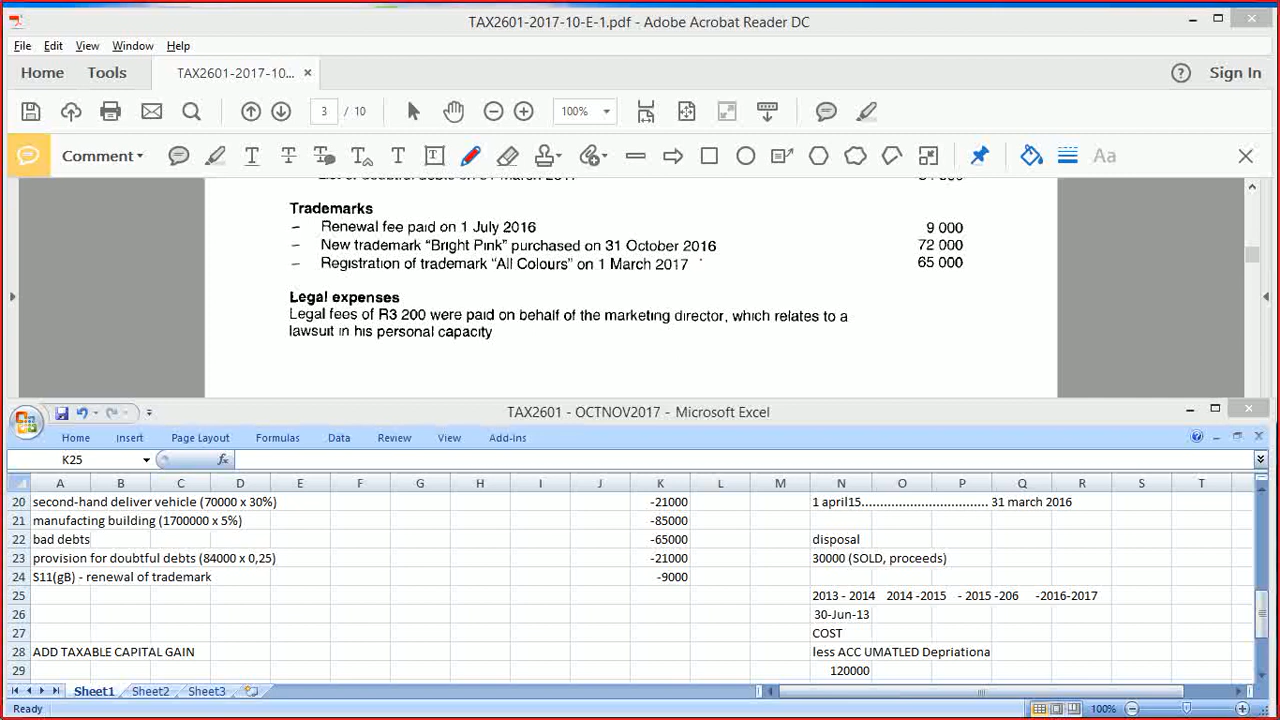 TAX2601-2017-10-E-1.pdf - Adobe Acrobat Reader DC
File Edit View Window Help
Home Tools TAX2601-2017-10... × Sign In
3 / 10 100%
Comment
Trademarks
– Renewal fee paid on 1 July 2016 9 000
– New trademark "Bright Pink" purchased on 31 October 2016 72 000
– Registration of trademark "All Colours" on 1 March 2017 65 000
Legal expenses
Legal fees of R3 200 were paid on behalf of the marketing director, which relates to a
lawsuit in his personal capacity
TAX2601 - OCTNOV2017 - Microsoft Excel
Home Insert Page Layout Formulas Data Review View Add-ins
K25 fx
A B C D E F G H I J K L M N O P Q R S T
20 second-hand deliver vehicle (70000 x 30%) -21000 1 april15.................................. 31 march 2016
21 manufacting building (1700000 x 5%) -85000
22 bad debts -65000 disposal
23 provision for doubtful debts (84000 x 0,25) -21000 30000 (SOLD, proceeds)
24 S11(gB) - renewal of trademark -9000
25 2013 - 2014 2014 -2015 - 2015 -206 -2016-2017
26 30-Jun-13
27 COST
28 ADD TAXABLE CAPITAL GAIN less ACC UMATLED Depriationa
29 120000
Sheet1 Sheet2 Sheet3
Ready 100%